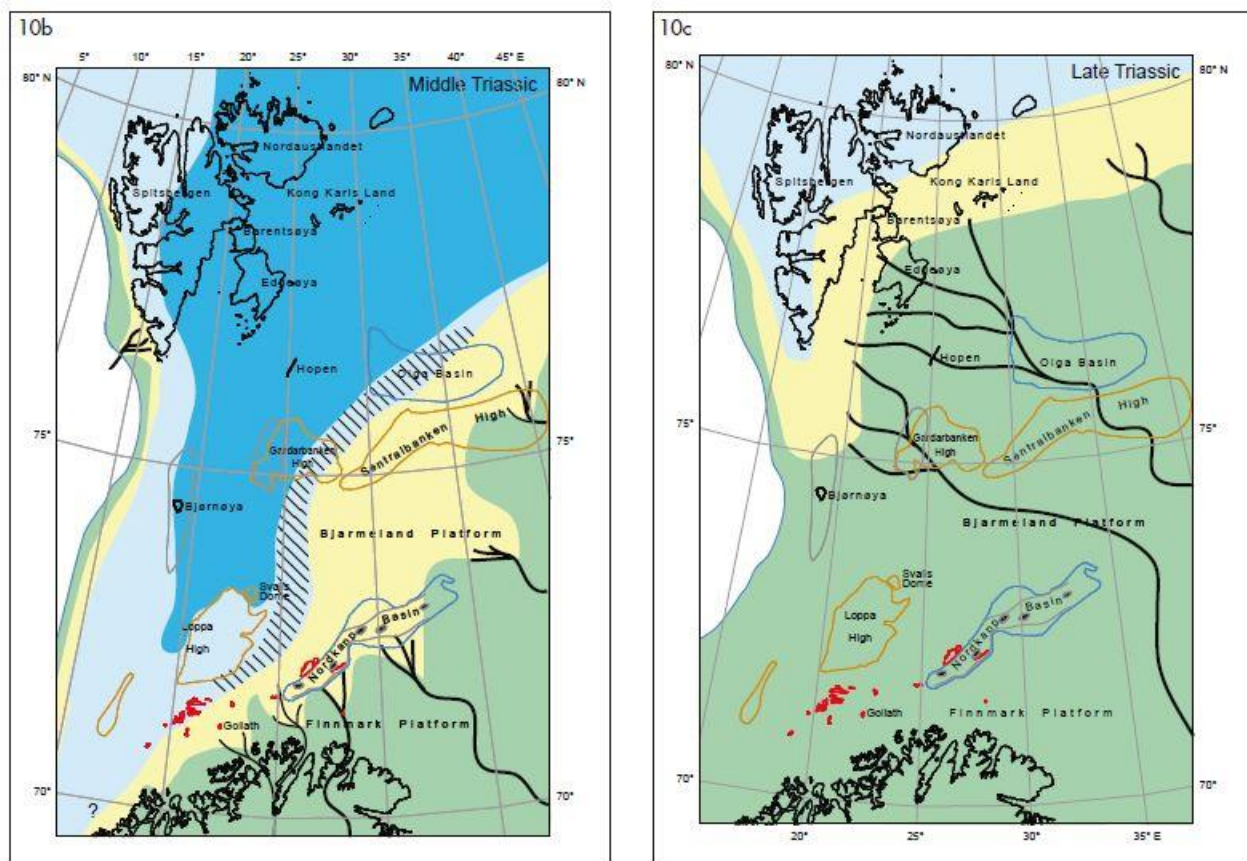 10b
5° 10° 15° 20° 25° 30° 35° 40° 45° E
80° N
80° N
Middle Triassic
Nordaustlandet
Spitsbergen
Kong Karls Land
Barentsøya
Edgeøya
Hopen
Olga Basin
Sentralbanken High
75°
75°
Gardarbanken
High
Bjørnøya
Bjarmeland Platform
Svalis
Dome
Loppa
High
Nordkapp Basin
Goliath
Finnmark Platform
70°
70°
?
10c
80° N
80° N
Late Triassic
Nordaustlandet
Spitsbergen
Kong Karls Land
Barentsøya
Edgeøya
Hopen
Olga Basin
Sentralbanken High
75°
75°
Gardarbanken
High
Bjørnøya
Bjarmeland Platform
Svalis
Dome
Loppa
High
Nordkapp Basin
Goliath
Finnmark Platform
70°
70°
20° 25° 30° 35° E